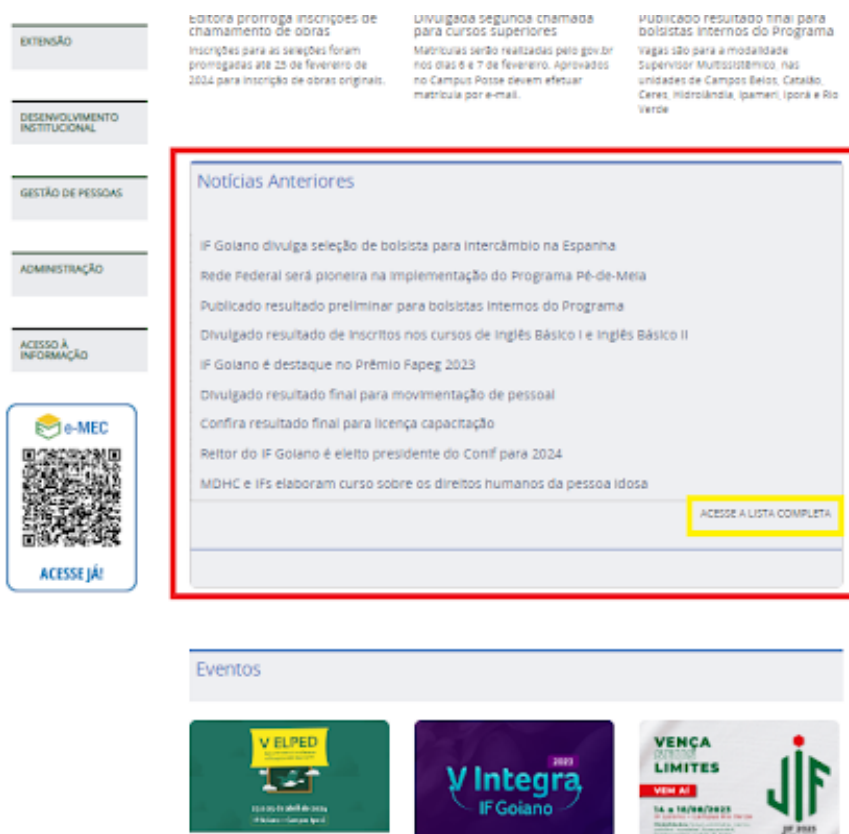 EXTENSÃO
DESENVOLVIMENTO
INSTITUCIONAL
GESTÃO DE PESSOAS
ADMINISTRAÇÃO
ACESSO À
INFORMAÇÃO
e-MEC
ACESSE JÁ!
Editora prorroga inscrições de
chamamento de obras
Inscrições para as seleções foram
prorrogadas até 25 de fevereiro de
2024 para inscrição de obras originais.
Divulgada segunda chamada
para cursos superiores
Matrículas serão realizadas pelo gov.br
nos dias 6 e 7 de fevereiro. Aprovados
no Campus Posse devem efetuar
matrícula por e-mail.
Publicado resultado final para
bolsistas internos do Programa
Vagas são para a modalidade
Supervisor Multissistêmico, nas
unidades de Campos Belos, Catalão,
Ceres, Hidrolândia, Ipameri, Iporá e Rio
Verde
Notícias Anteriores
IF Goiano divulga seleção de bolsista para intercâmbio na Espanha
Rede Federal será pioneira na implementação do Programa Pé-de-Meia
Publicado resultado preliminar para bolsistas internos do Programa
Divulgado resultado de inscritos nos cursos de Inglês Básico I e Inglês Básico II
IF Goiano é destaque no Prêmio Fapeg 2023
Divulgado resultado final para movimentação de pessoal
Confira resultado final para licença capacitação
Reitor do IF Goiano é eleito presidente do Conif para 2024
MDHC e IFs elaboram curso sobre os direitos humanos da pessoa idosa
ACESSE A LISTA COMPLETA
Eventos
V ELPED
2023
V Integra
IF Goiano
VENÇA
LIMITES
VEM AÍ
14 a 18/08/2023
JIF
JIF 2023